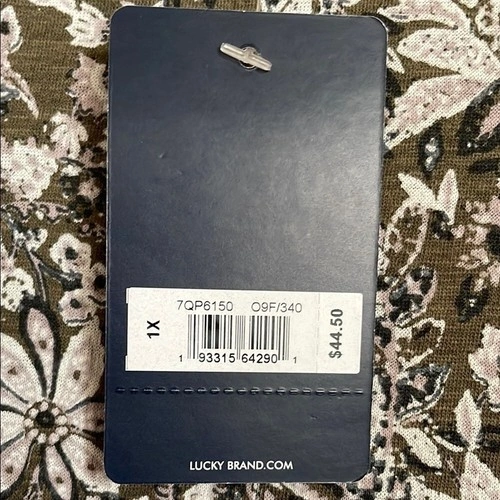 7QP6150 O9F/340
1X
1 93315 64290 1
$44.50
LUCKY BRAND.COM